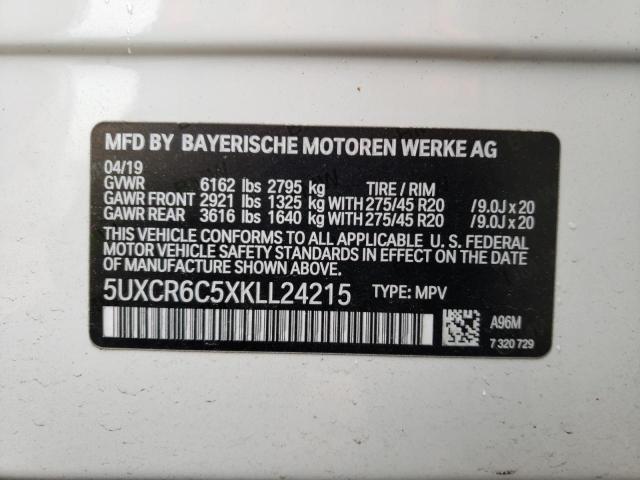 MFD BY BAYERISCHE MOTOREN WERKE AG
04/19
GVWR 6162 lbs 2795 kg TIRE / RIM
GAWR FRONT 2921 lbs 1325 kg WITH 275/45 R20 /9.0J x 20
GAWR REAR 3616 lbs 1640 kg WITH 275/45 R20 /9.0J x 20
THIS VEHICLE CONFORMS TO ALL APPLICABLE U. S. FEDERAL
MOTOR VEHICLE SAFETY STANDARDS IN EFFECT ON THE DATE
OF MANUFACTURE SHOWN ABOVE.
5UXCR6C5XKLL24215 TYPE: MPV
A96M
7 320 729